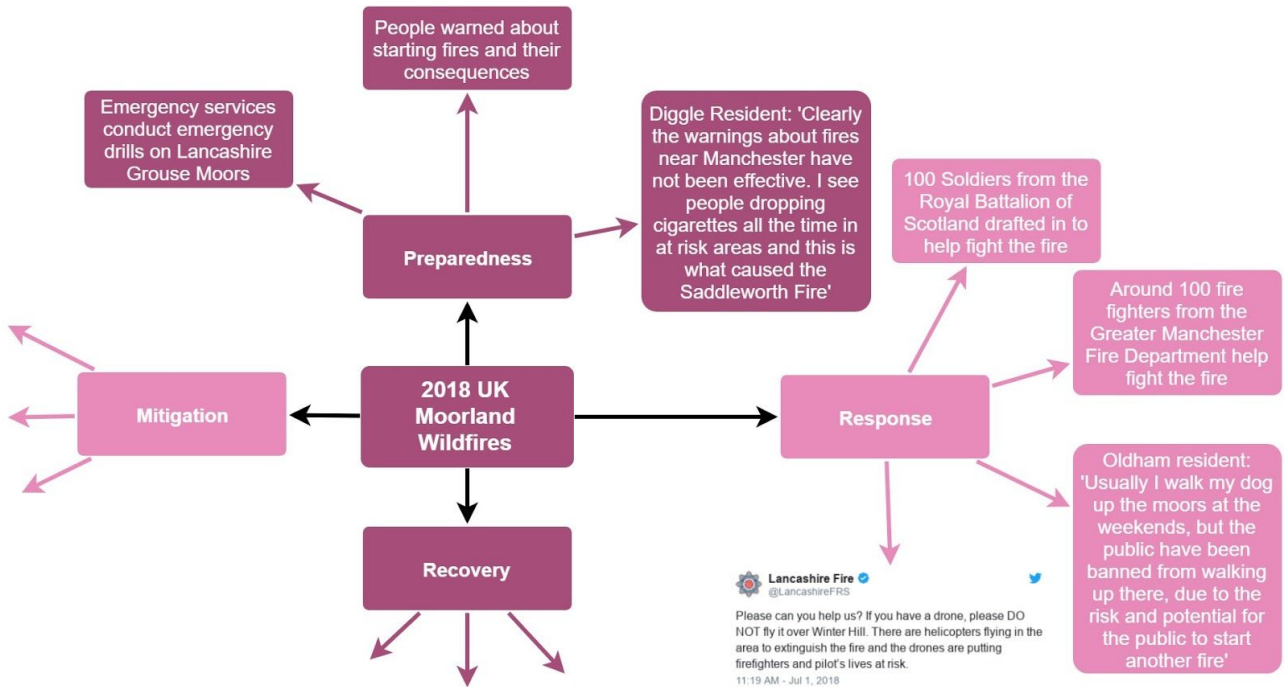 People warned about
starting fires and their
consequences
Emergency services
conduct emergency
drills on Lancashire
Grouse Moors
Diggle Resident: 'Clearly
the warnings about fires
near Manchester have
not been effective. I see
people dropping
cigarettes all the time in
at risk areas and this is
what caused the
Saddleworth Fire'
100 Soldiers from the
Royal Battalion of
Scotland drafted in to
help fight the fire
Preparedness
Around 100 fire
fighters from the
Greater Manchester
Fire Department help
fight the fire
Mitigation
2018 UK
Moorland
Wildfires
Response
Oldham resident:
'Usually I walk my dog
up the moors at the
weekends, but the
public have been
banned from walking
up there, due to the
risk and potential for
the public to start
another fire'
Recovery
Lancashire Fire
@LancashireFRS
Please can you help us? If you have a drone, please DO
NOT fly it over Winter Hill. There are helicopters flying in the
area to extinguish the fire and the drones are putting
firefighters and pilot's lives at risk.
11:19 AM - Jul 1, 2018